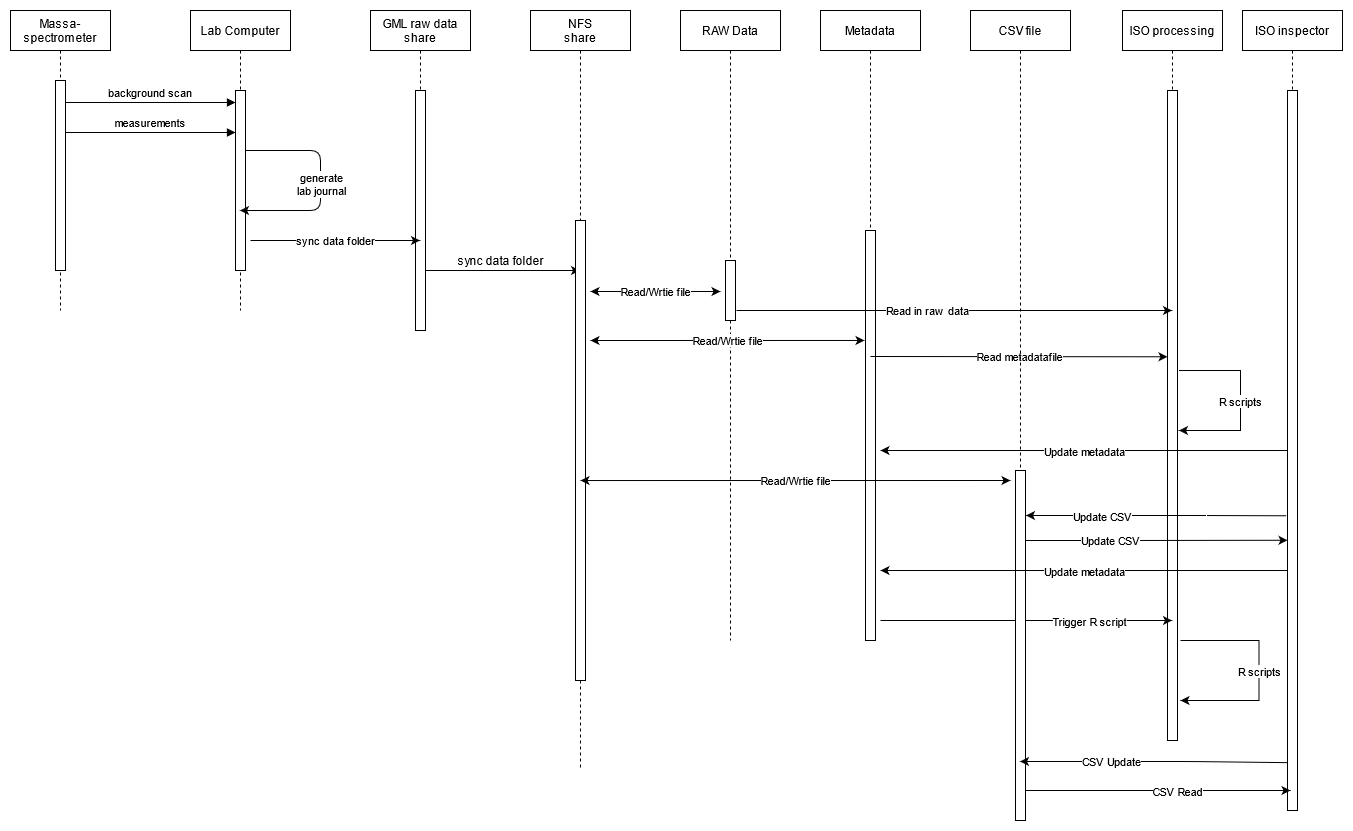 Massa-
spectrometer
Lab Computer
GML raw data
share
NFS
share
RAW Data
Metadata
CSV file
ISO processing
ISO inspector
background scan
measurements
generate
lab journal
sync data folder
sync data folder
Read/Wrtie file
Read in raw data
Read/Wrtie file
Read metadatafile
R scripts
Update metadata
Read/Wrtie file
Update CSV
Update CSV
Update metadata
Trigger R script
R scripts
CSV Update
CSV Read